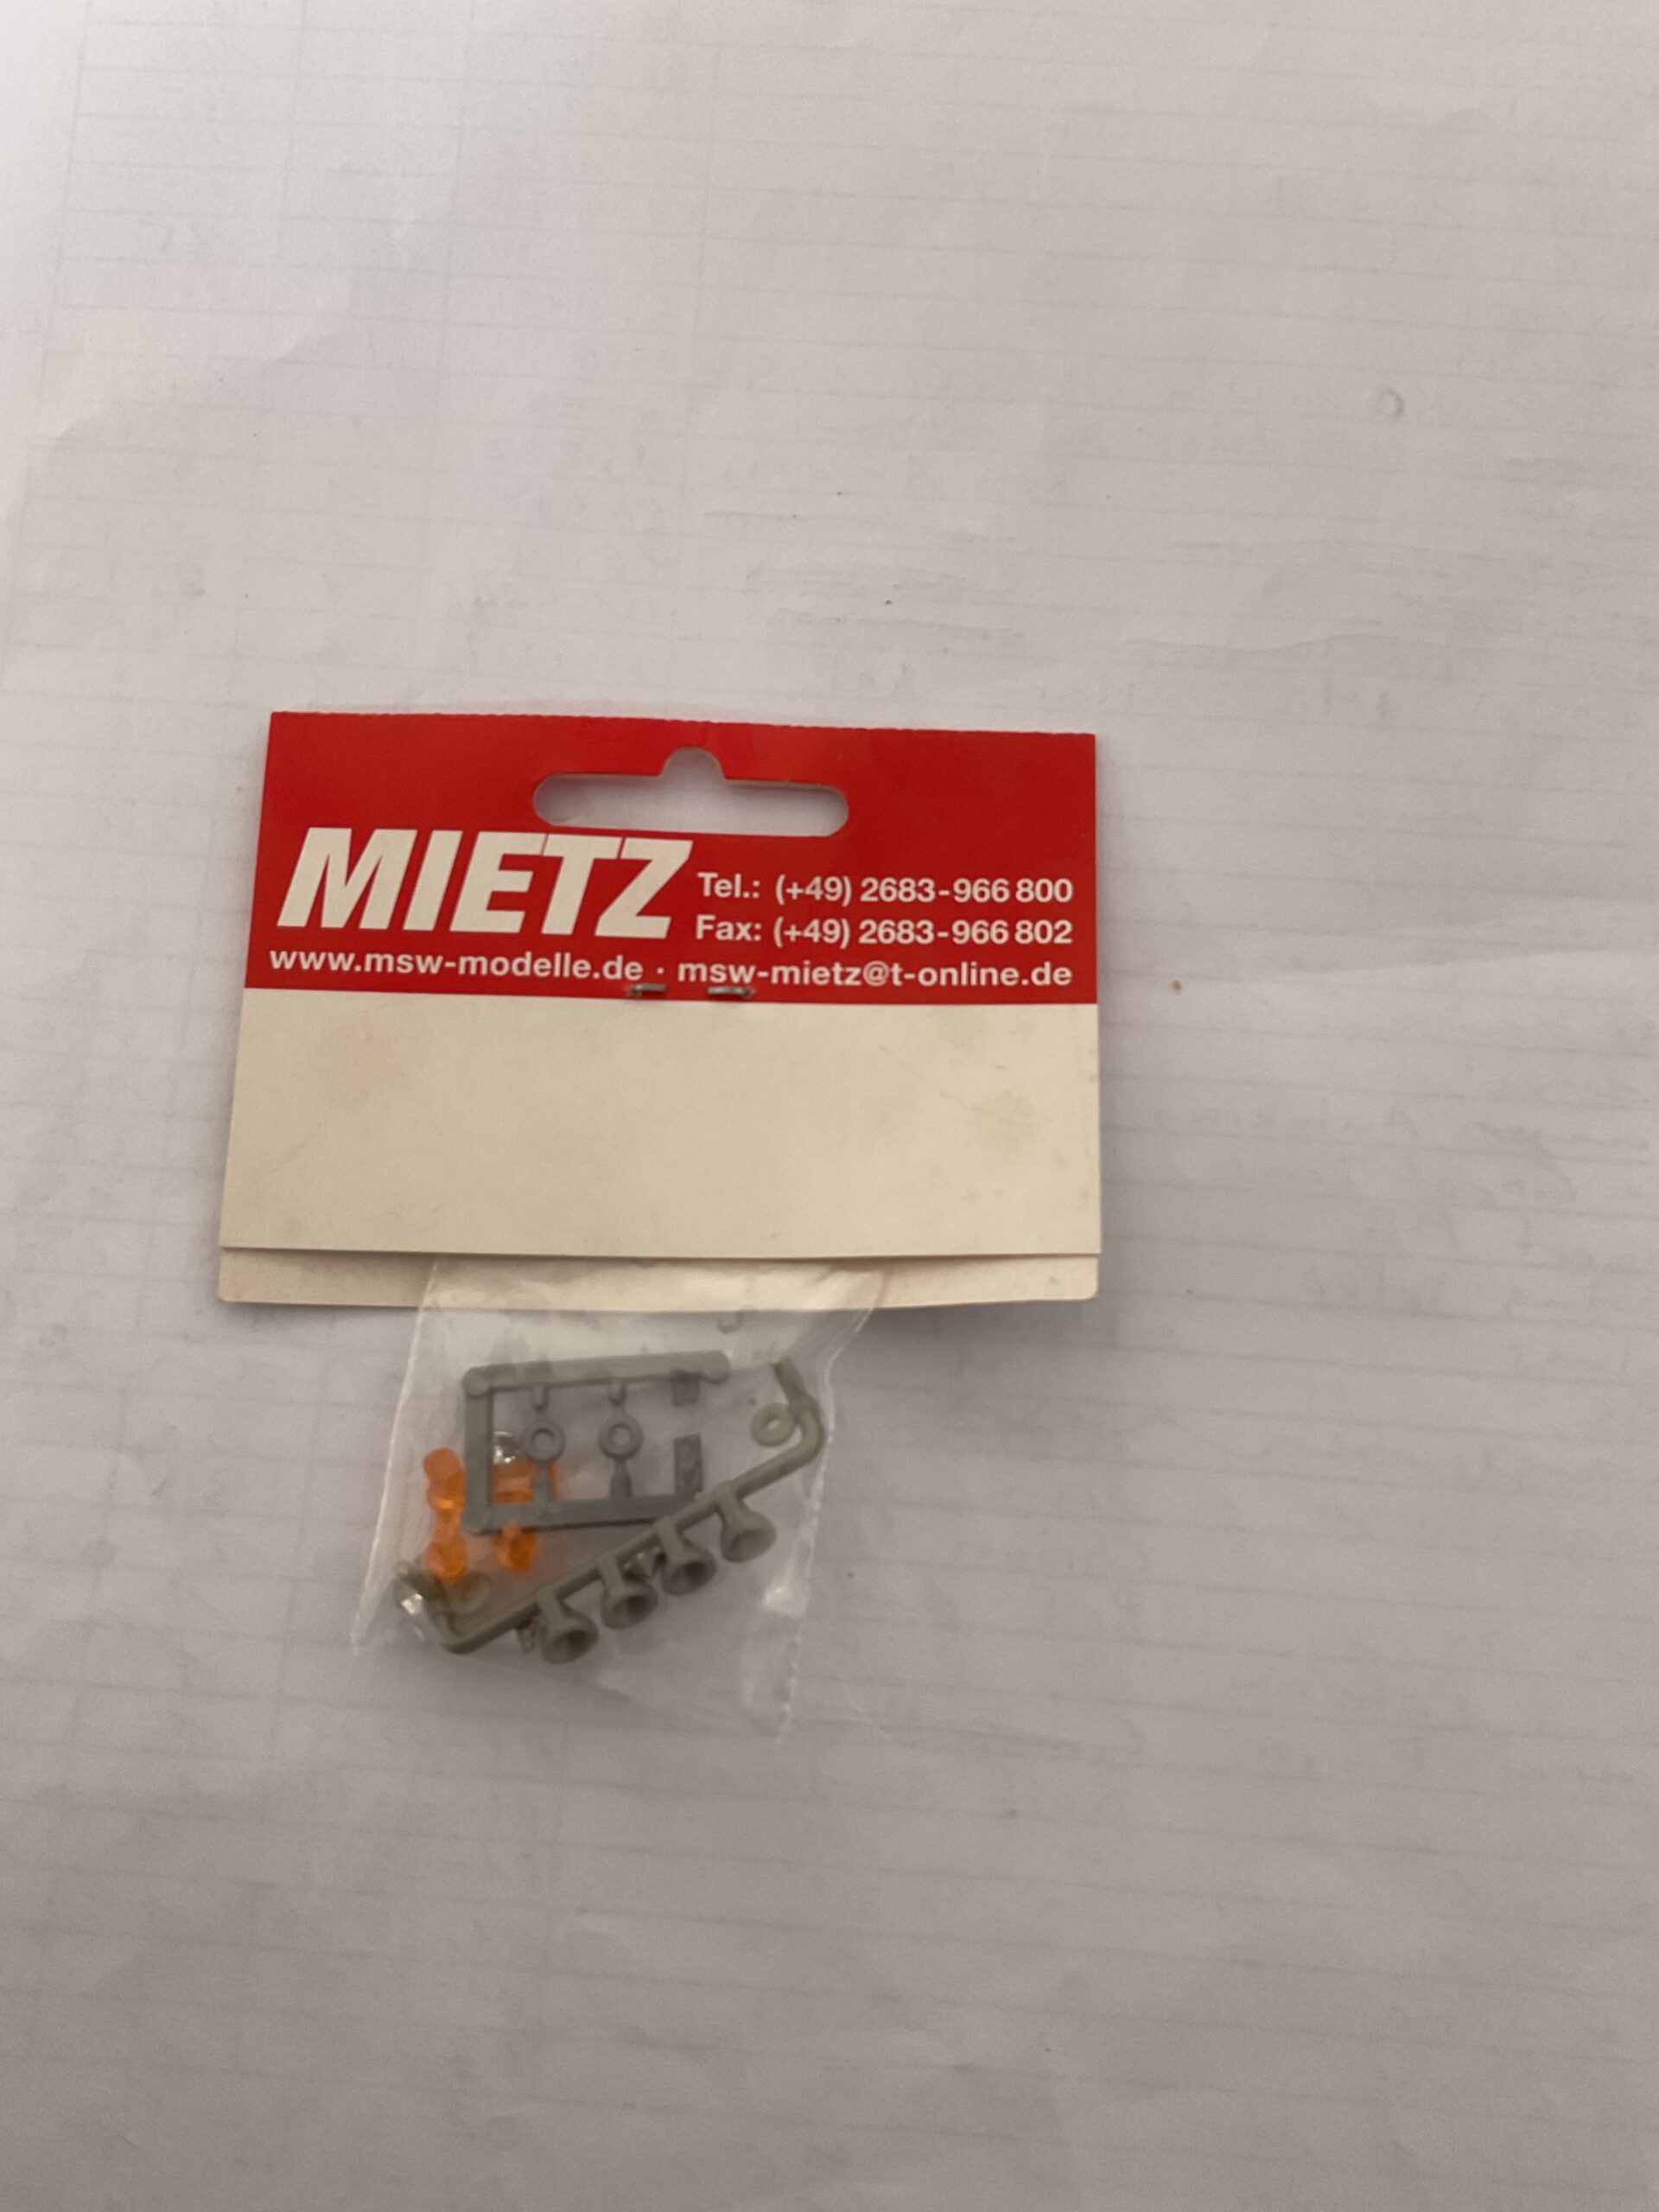 MIETZ
Tel.: (+49) 2683-966 800
Fax: (+49) 2683-966 802
www.msw-modelle.de · msw-mietz@t-online.de